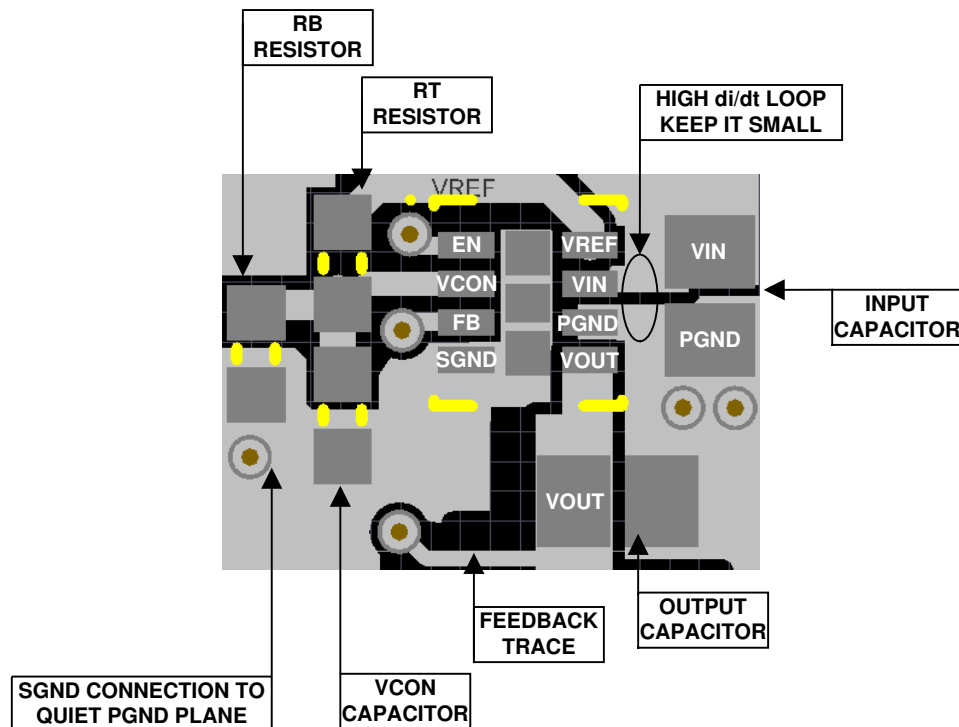 RB
RESISTOR
RT
RESISTOR
HIGH di/dt LOOP
KEEP IT SMALL
VREF
EN
VREF
VIN
VCON
VIN
INPUT
CAPACITOR
FB
PGND
PGND
SGND
VOUT
VOUT
FEEDBACK
TRACE
OUTPUT
CAPACITOR
SGND CONNECTION TO
QUIET PGND PLANE
VCON
CAPACITOR